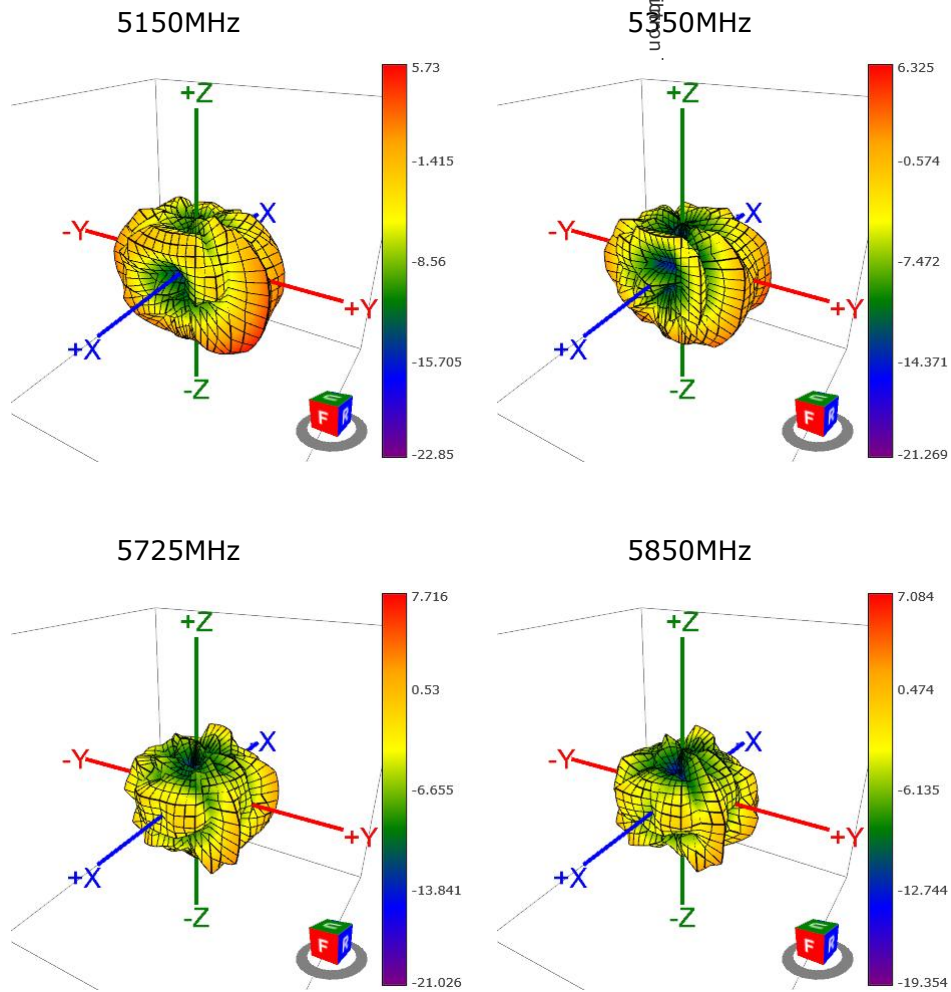 5150MHz
5350MHz
5.73
-1.415
-8.56
-15.705
-22.85
+Z
-Y
-X
+Y
+X
-Z
U
F
R
6.325
-0.574
-7.472
-14.371
-21.269
+Z
-Y
-X
+Y
+X
-Z
U
F
R
5725MHz
5850MHz
7.716
0.53
-6.655
-13.841
-21.026
+Z
-Y
-X
+Y
+X
-Z
U
F
R
7.084
0.474
-6.135
-12.744
-19.354
+Z
-Y
-X
+Y
+X
-Z
U
F
R